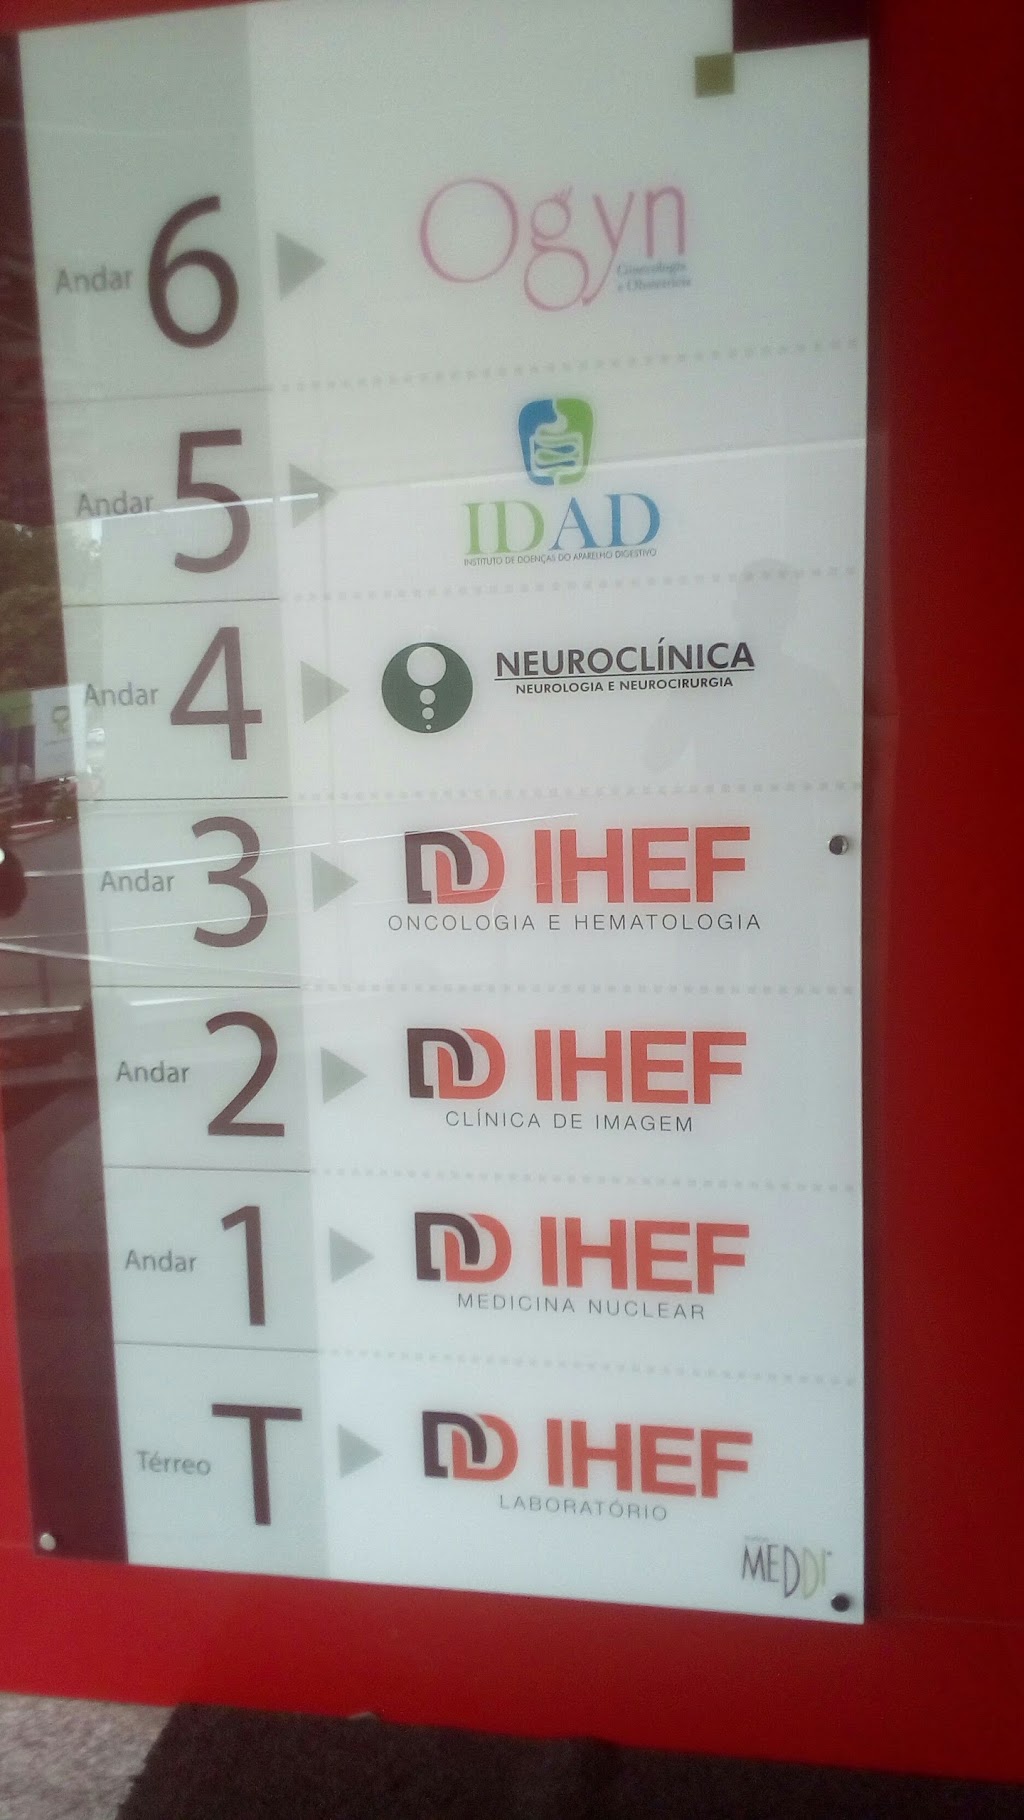 Andar 6
Ogyn
Ginecologia
e Obstetrícia
Andar 5
IDAD
INSTITUTO DE DOENÇAS DO APARELHO DIGESTIVO
Andar 4
NEUROCLÍNICA
NEUROLOGIA E NEUROCIRURGIA
Andar 3
IHEF
ONCOLOGIA E HEMATOLOGIA
Andar 2
IHEF
CLÍNICA DE IMAGEM
Andar 1
IHEF
MEDICINA NUCLEAR
Térreo T
IHEF
LABORATÓRIO
MEDDI